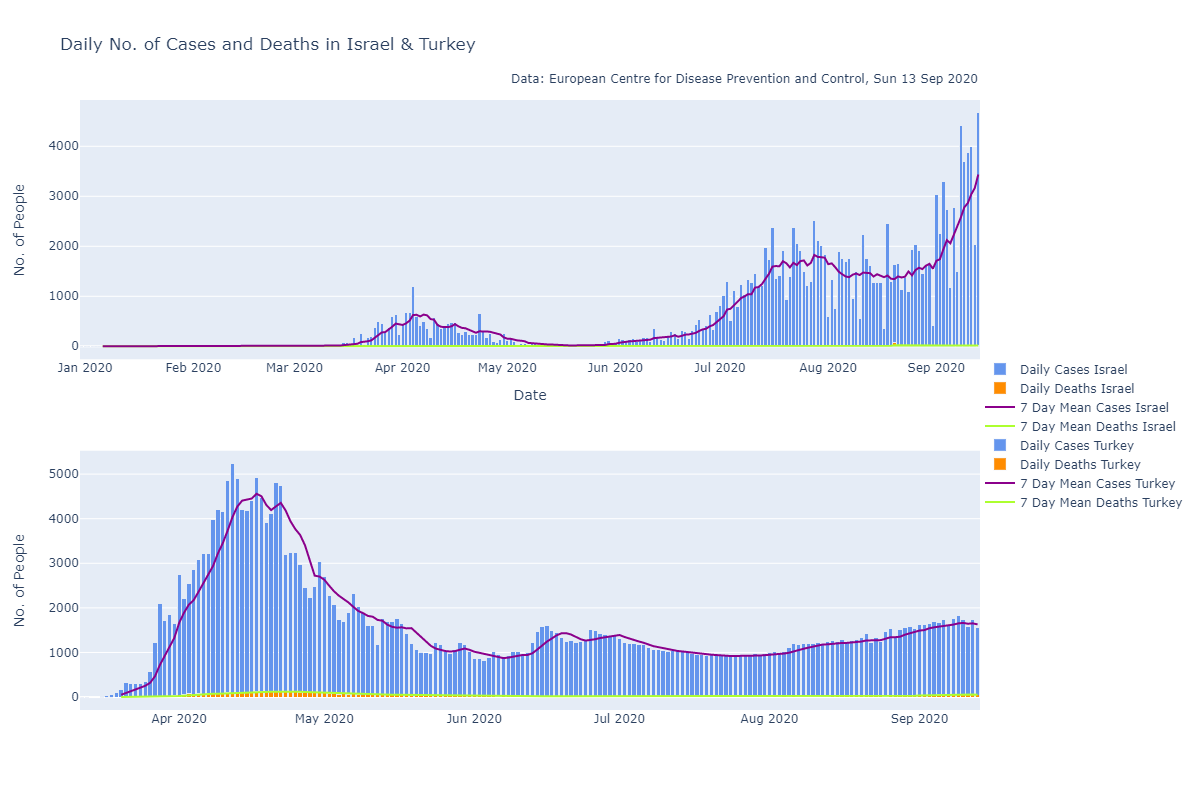 Daily No. of Cases and Deaths in Israel & Turkey
Data: European Centre for Disease Prevention and Control, Sun 13 Sep 2020
No. of People
4000
3000
2000
1000
0
Jan 2020 Feb 2020 Mar 2020 Apr 2020 May 2020 Jun 2020 Jul 2020 Aug 2020 Sep 2020
Date
Daily Cases Israel
Daily Deaths Israel
7 Day Mean Cases Israel
7 Day Mean Deaths Israel
Daily Cases Turkey
Daily Deaths Turkey
7 Day Mean Cases Turkey
7 Day Mean Deaths Turkey
No. of People
5000
4000
3000
2000
1000
0
Apr 2020 May 2020 Jun 2020 Jul 2020 Aug 2020 Sep 2020